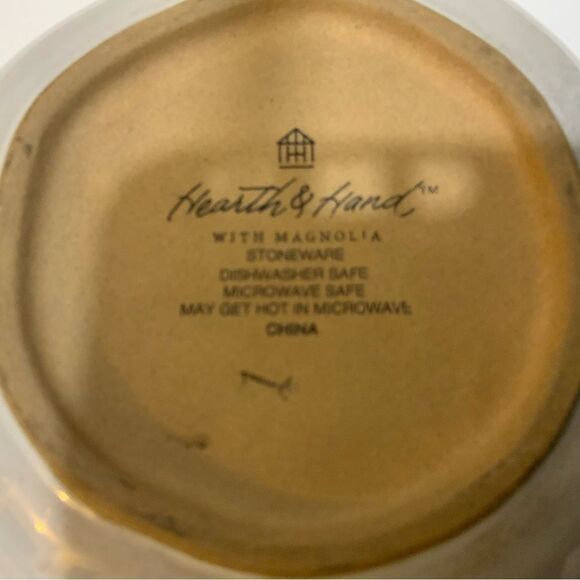 Hearth & Hand™
WITH MAGNOLIA
STONEWARE
DISHWASHER SAFE
MICROWAVE SAFE
MAY GET HOT IN MICROWAVE
CHINA